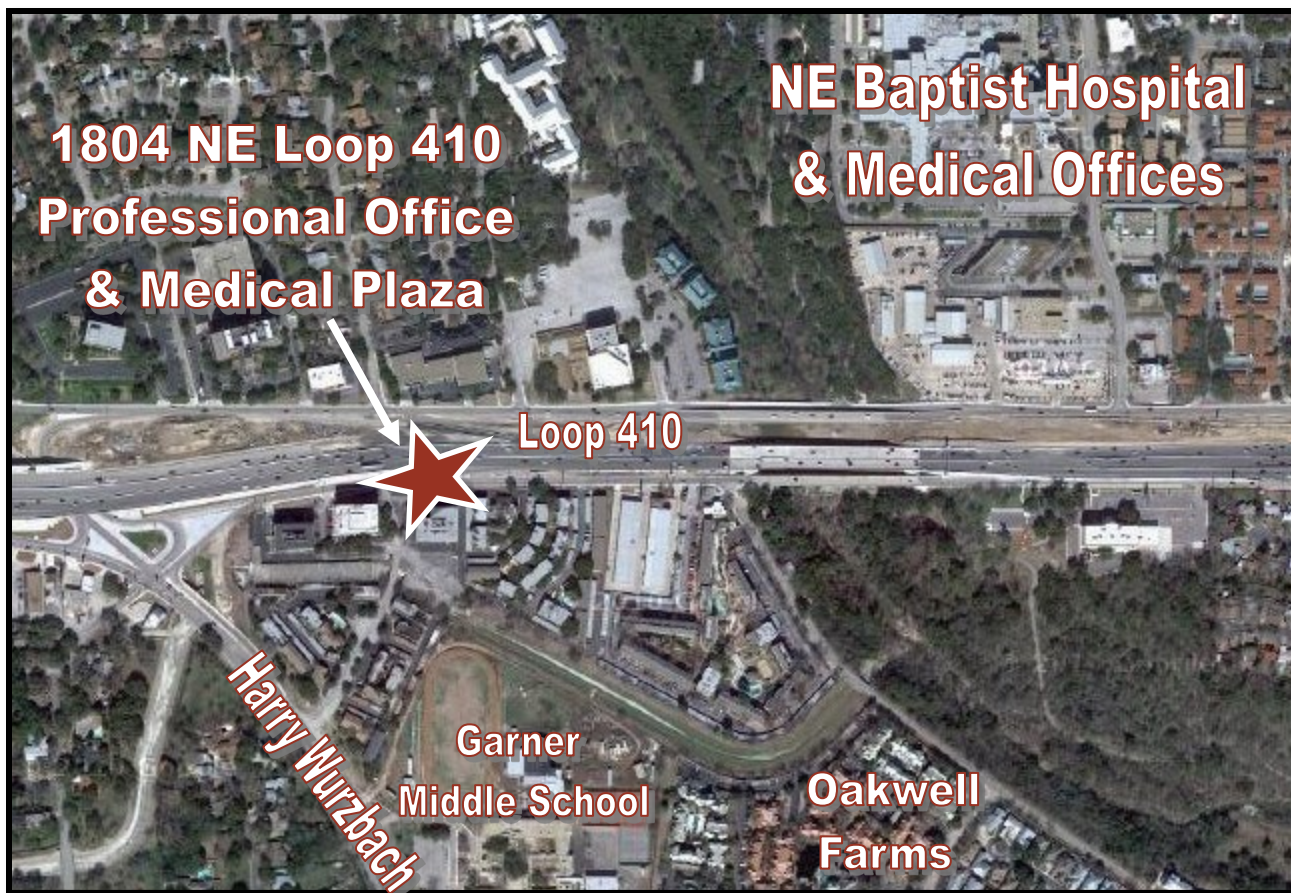 1804 NE Loop 410
Professional Office
& Medical Plaza
NE Baptist Hospital
& Medical Offices
Loop 410
Harry Wurzbach
Garner
Middle School
Oakwell
Farms